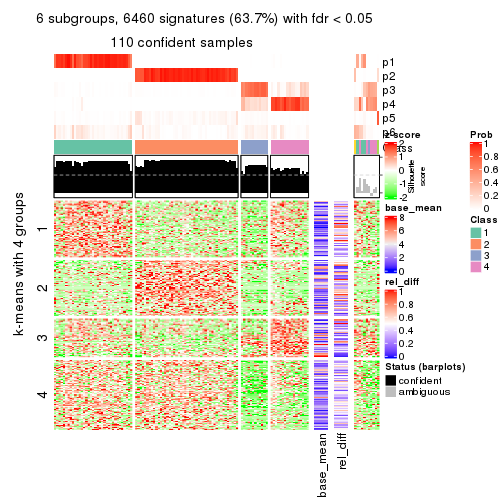 6 subgroups, 6460 signatures (63.7%) with fdr < 0.05
110 confident samples
p1
p2
p3
p4
p5
p6
Class
z-score
2
1
0
-1
-2
Silhouette
score
Prob
1
0.8
0.6
0.4
0.2
0
base_mean
8
6
4
2
0
Class
1
2
3
4
rel_diff
1
0.8
0.6
0.4
0.2
0
Status (barplots)
confident
ambiguous
k-means with 4 groups
1
2
3
4
base_mean
rel_diff